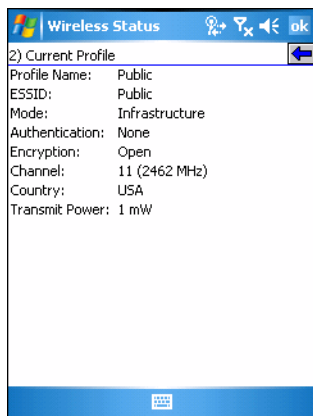 Wireless Status ok
2) Current Profile
Profile Name: Public
ESSID: Public
Mode: Infrastructure
Authentication: None
Encryption: Open
Channel: 11 (2462 MHz)
Country: USA
Transmit Power: 1 mW